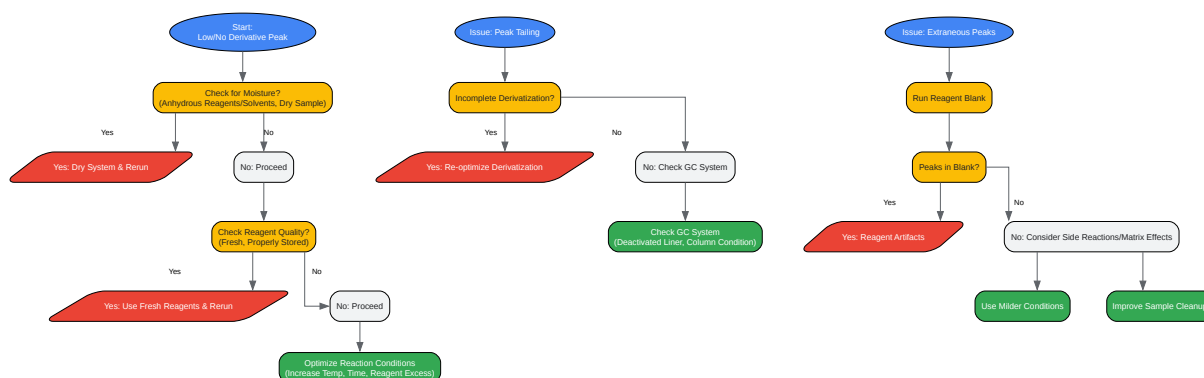 Start:
Low/No Derivative Peak
Check for Moisture?
(Anhydrous Reagents/Solvents, Dry Sample)
Yes
No
Yes: Dry System & Rerun
No: Proceed
Check Reagent Quality?
(Fresh, Properly Stored)
Yes
No
Yes: Use Fresh Reagents & Rerun
No: Proceed
Optimize Reaction Conditions
(Increase Temp, Time, Reagent Excess)
Issue: Peak Tailing
Incomplete Derivatization?
Yes
No
Yes: Re-optimize Derivatization
No: Check GC System
Check GC System
(Deactivated Liner, Column Condition)
Issue: Extraneous Peaks
Run Reagent Blank
Peaks in Blank?
Yes
No
Yes: Reagent Artifacts
No: Consider Side Reactions/Matrix Effects
Use Milder Conditions
Improve Sample Cleanup